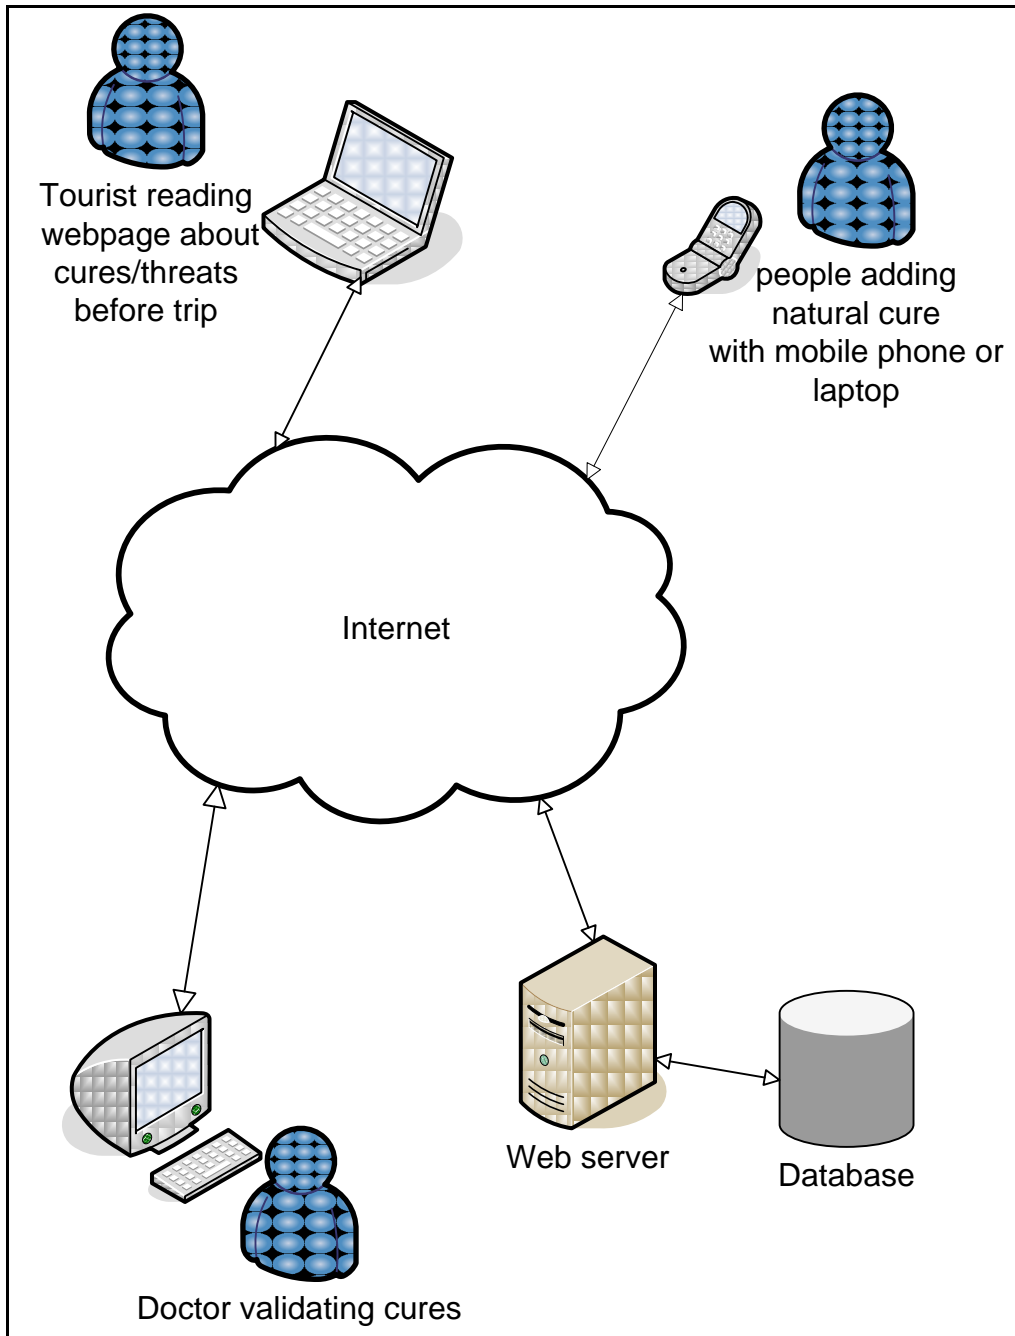 Tourist reading
webpage about
cures/threats
before trip
people adding
natural cure
with mobile phone or
laptop
Internet
Web server
Database
Doctor validating cures